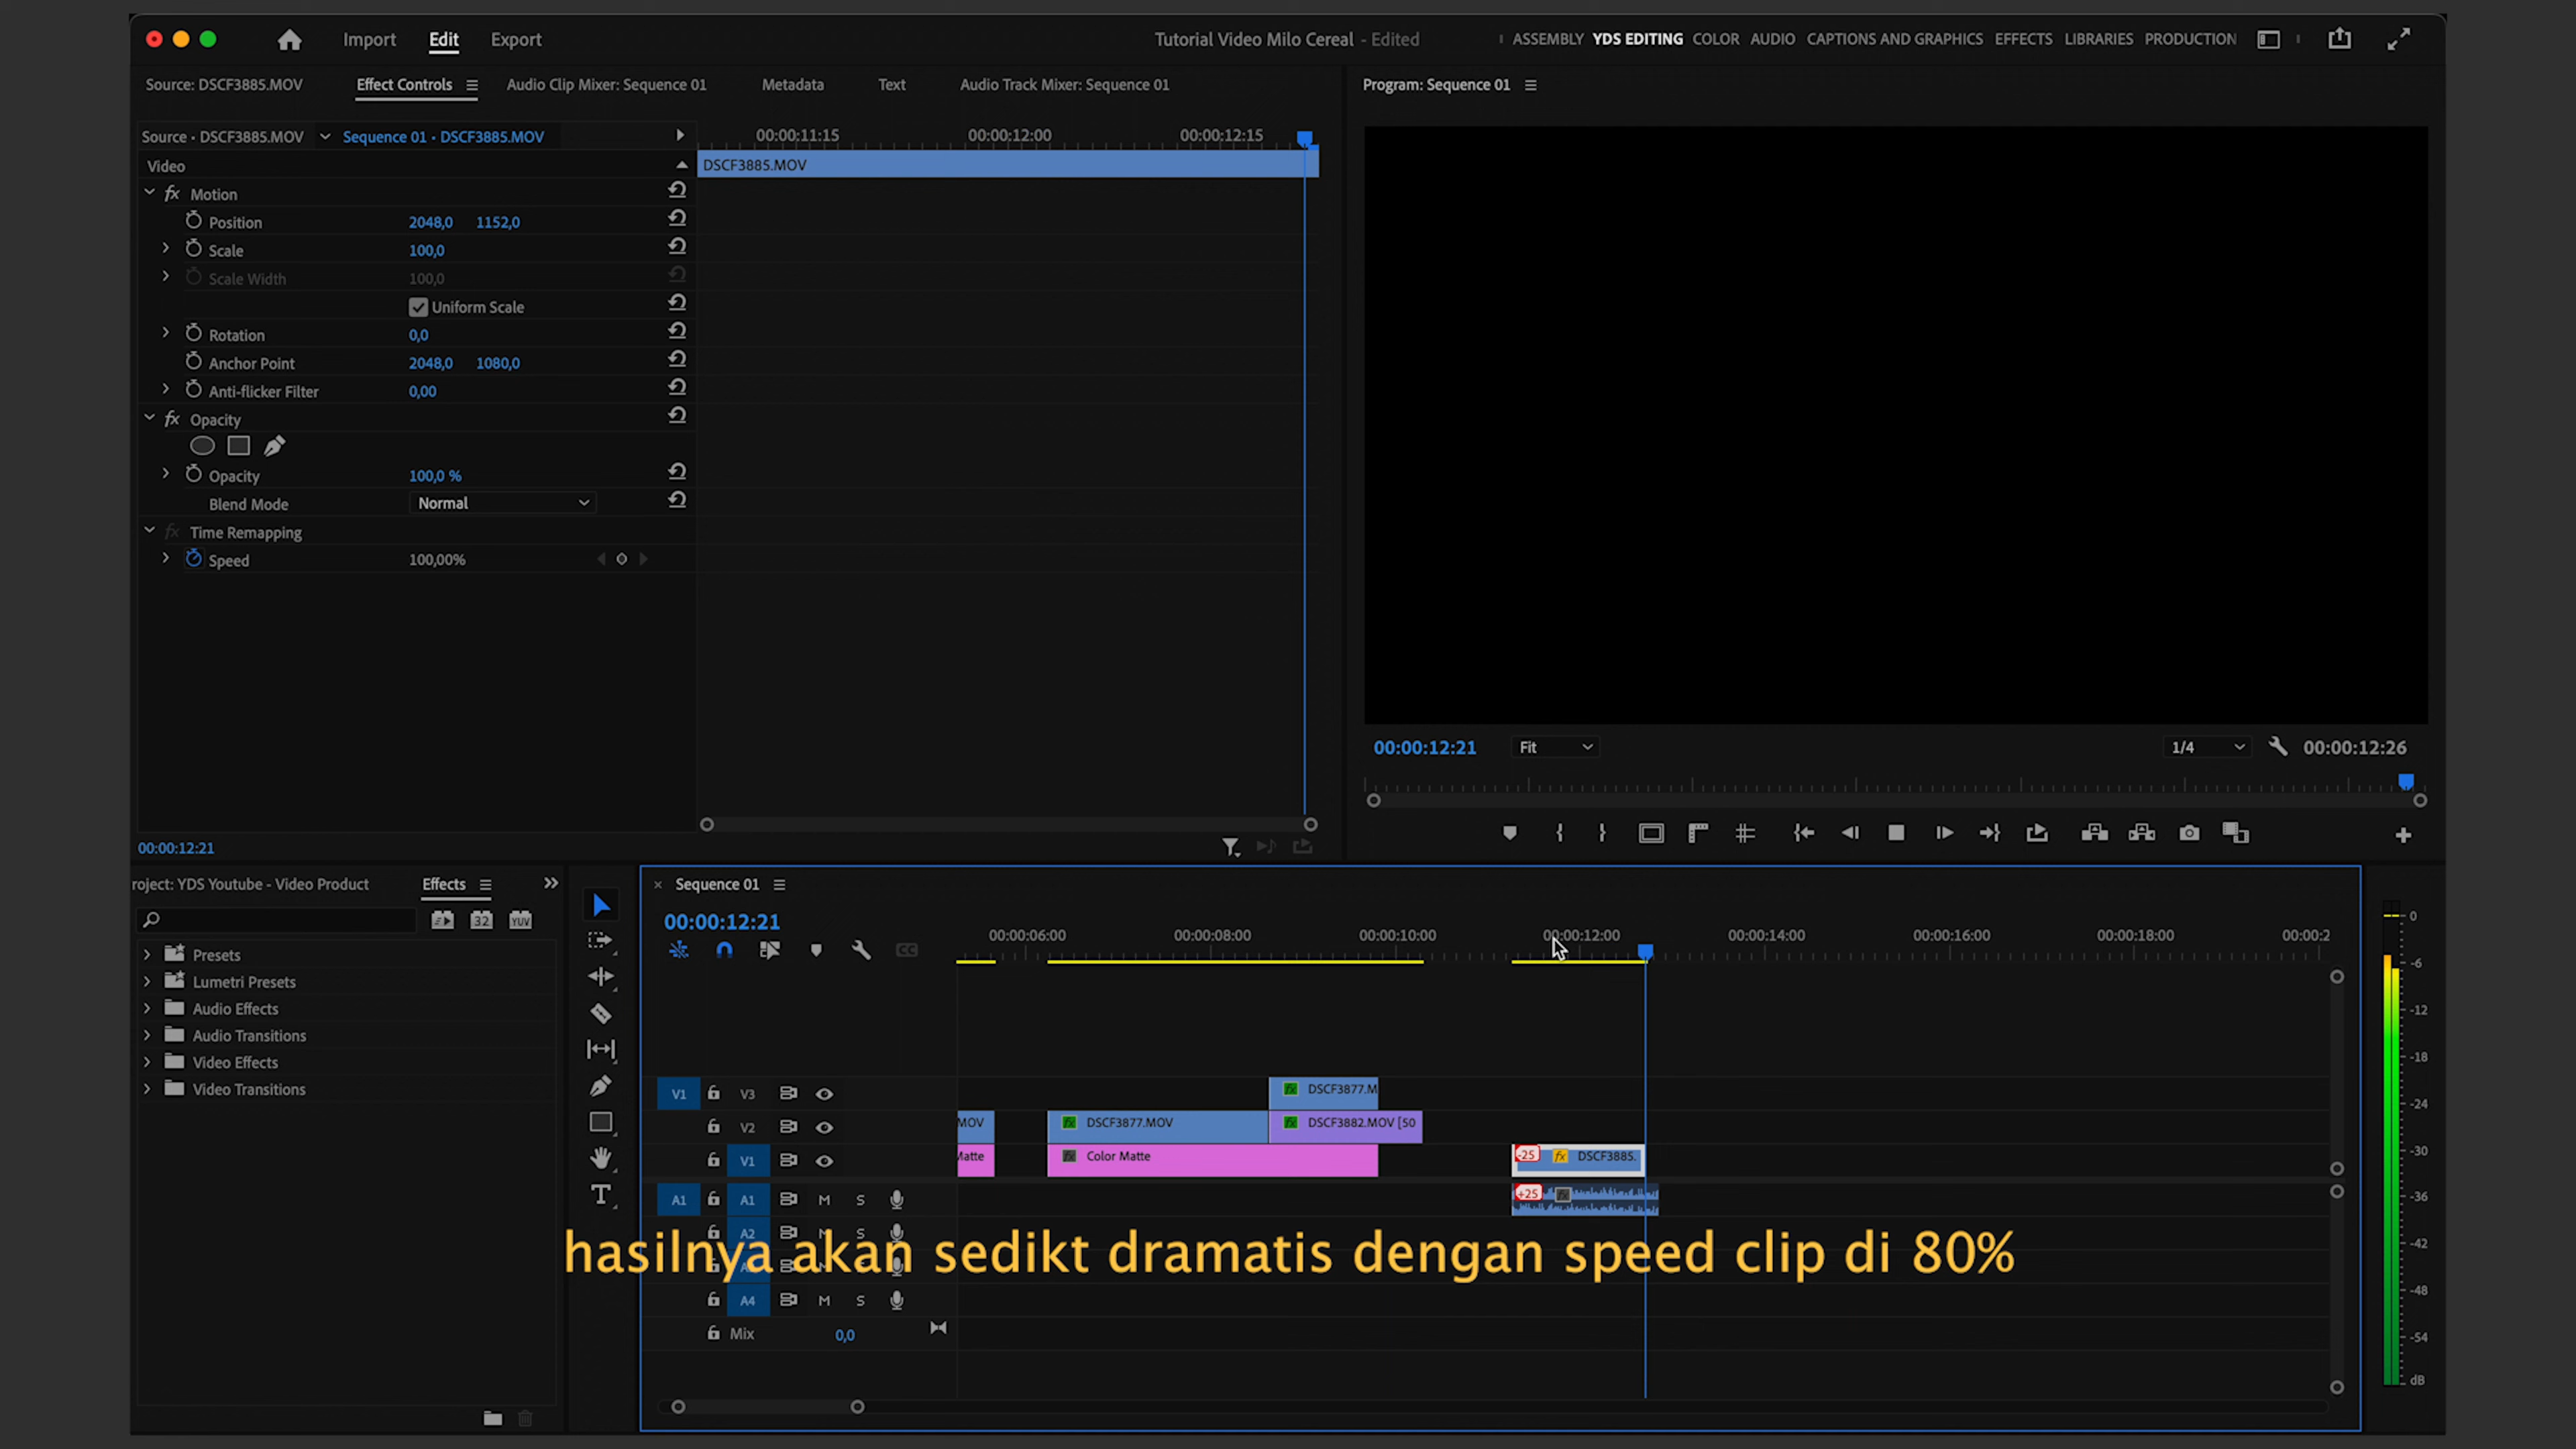 Import Edit Export Tutorial Video Milo Cereal - Edited ASSEMBLY YDS EDITING COLOR AUDIO CAPTIONS AND GRAPHICS EFFECTS LIBRARIES PRODUCTION
Source: DSCF3885.MOV Effect Controls Audio Clip Mixer: Sequence 01 Metadata Text Audio Track Mixer: Sequence 01
Program: Sequence 01
Source · DSCF3885.MOV Sequence 01 · DSCF3885.MOV 00:00:11:15 00:00:12:00 00:00:12:15
Video
DSCF3885.MOV
fx Motion
Position 2048,0 1152,0
Scale 100,0
Scale Width 100,0
Uniform Scale
Rotation 0,0
Anchor Point 2048,0 1080,0
Anti-flicker Filter 0,00
fx Opacity
Opacity 100,0 %
Blend Mode Normal
fx Time Remapping
Speed 100,00%
00:00:12:21
00:00:12:21 Fit 1/4 00:00:12:26
roject: YDS Youtube - Video Product Effects
32 YUV
Presets
Lumetri Presets
Audio Effects
Audio Transitions
Video Effects
Video Transitions
Sequence 01
00:00:12:21
CC
00:00:06:00 00:00:08:00 00:00:10:00 00:00:12:00 00:00:14:00 00:00:16:00 00:00:18:00 00:00:2
V1 V3 fx DSCF3877.M
V2 MOV fx DSCF3877.MOV fx DSCF3882.MOV [50
V1 Matte fx Color Matte -25 fx DSCF3885.
A1 A1 M S +25 fx
A2 M S
hasilnya akan sedikt dramatis dengan speed clip di 80%
A4 M S
Mix 0,0
T
0
-6
-12
-18
-24
-30
-36
-42
-48
-54
dB